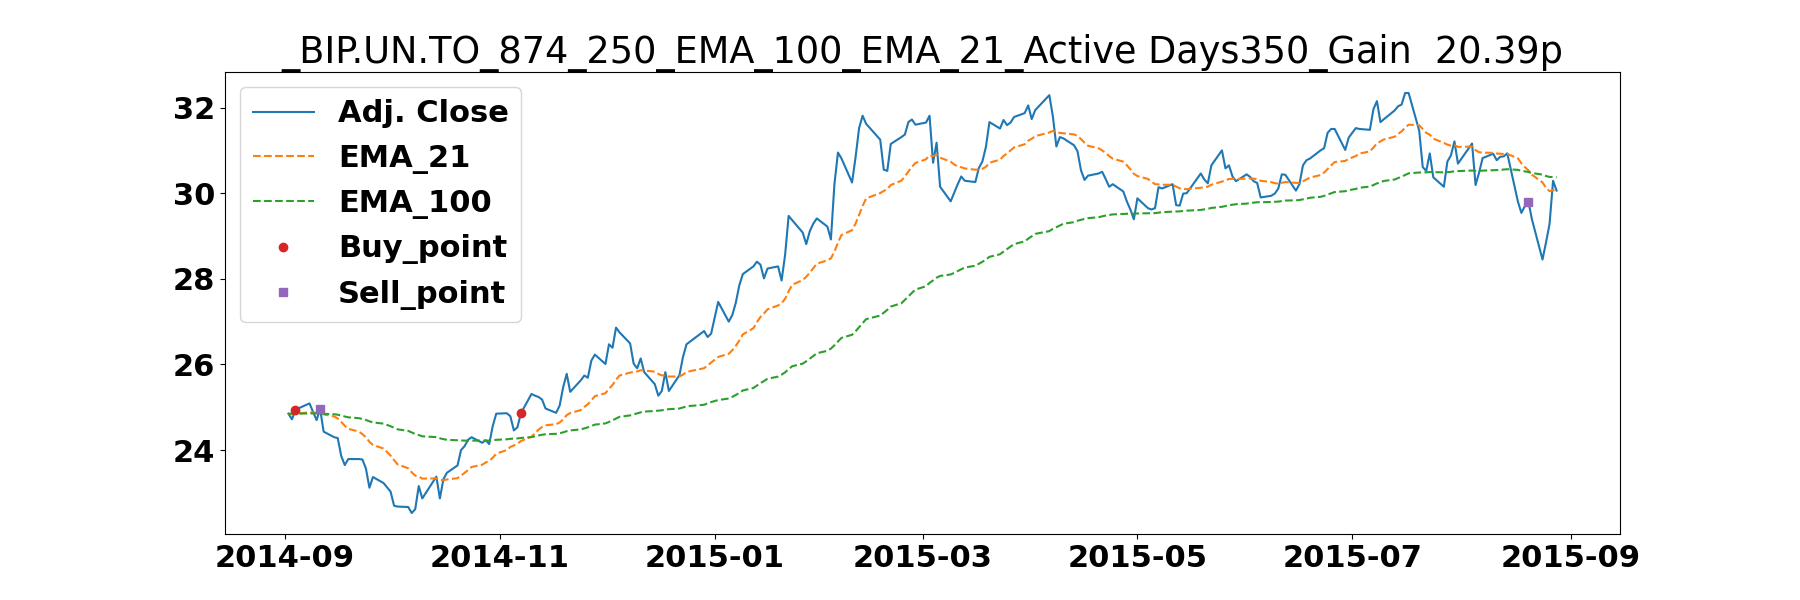 _BIP.UN.TO_874_250_EMA_100_EMA_21_Active Days350_Gain  20.39p
Adj. Close
EMA_21
EMA_100
Buy_point
Sell_point
32
30
28
26
24
2014-09 2014-11 2015-01 2015-03 2015-05 2015-07 2015-09